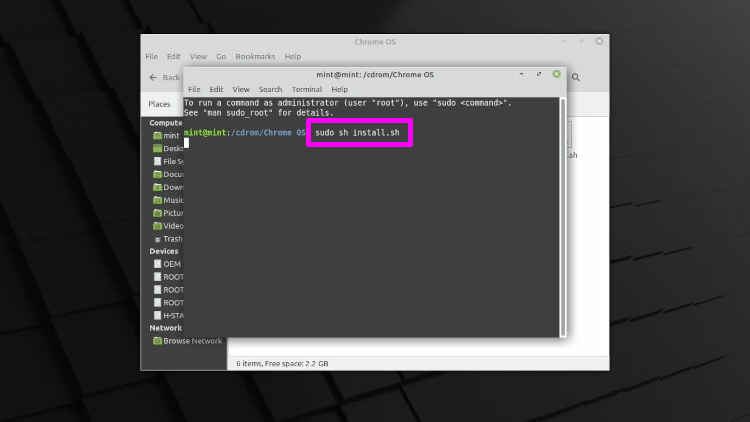 Chrome OS
File Edit View Go Bookmarks Help
Back
mint@mint: /cdrom/Chrome OS
File Edit View Search Terminal Help
Places
To run a command as administrator (user "root"), use "sudo <command>".
See "man sudo_root" for details.
mint@mint:/cdrom/Chrome OS sudo sh install.sh
.sh
Compute
mint
Desk
File Sy
Docu
Down
Music
Pictur
Video
Trash
Devices
OEM
ROOT
ROOT
ROOT
H-STA
Network
Browse Network
6 items, Free space: 2.2 GB